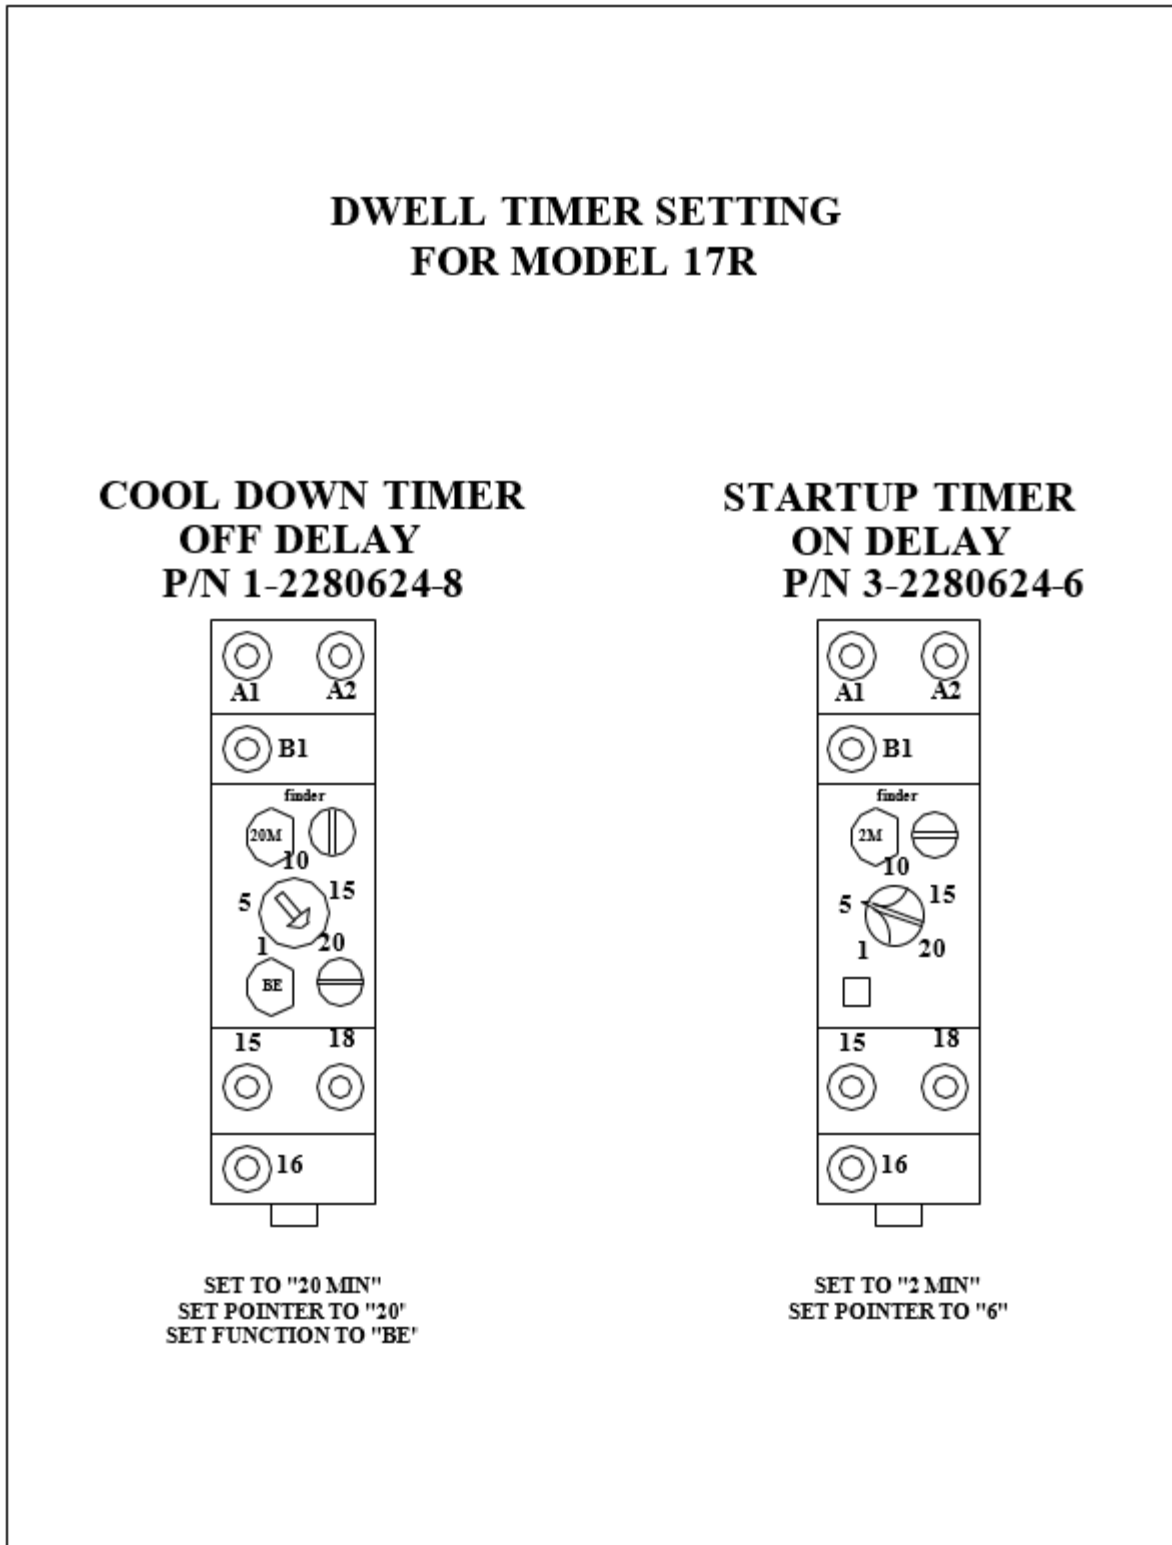 DWELL TIMER SETTING
FOR MODEL 17R
COOL DOWN TIMER
OFF DELAY
P/N 1-2280624-8
A1 A2
B1
finder
20M
10
5 15
1 20
BE
15 18
16
SET TO "20 MIN"
SET POINTER TO "20'
SET FUNCTION TO "BE'
STARTUP TIMER
ON DELAY
P/N 3-2280624-6
A1 A2
B1
finder
2M
10
5 15
1 20
15 18
16
SET TO "2 MIN"
SET POINTER TO "6"